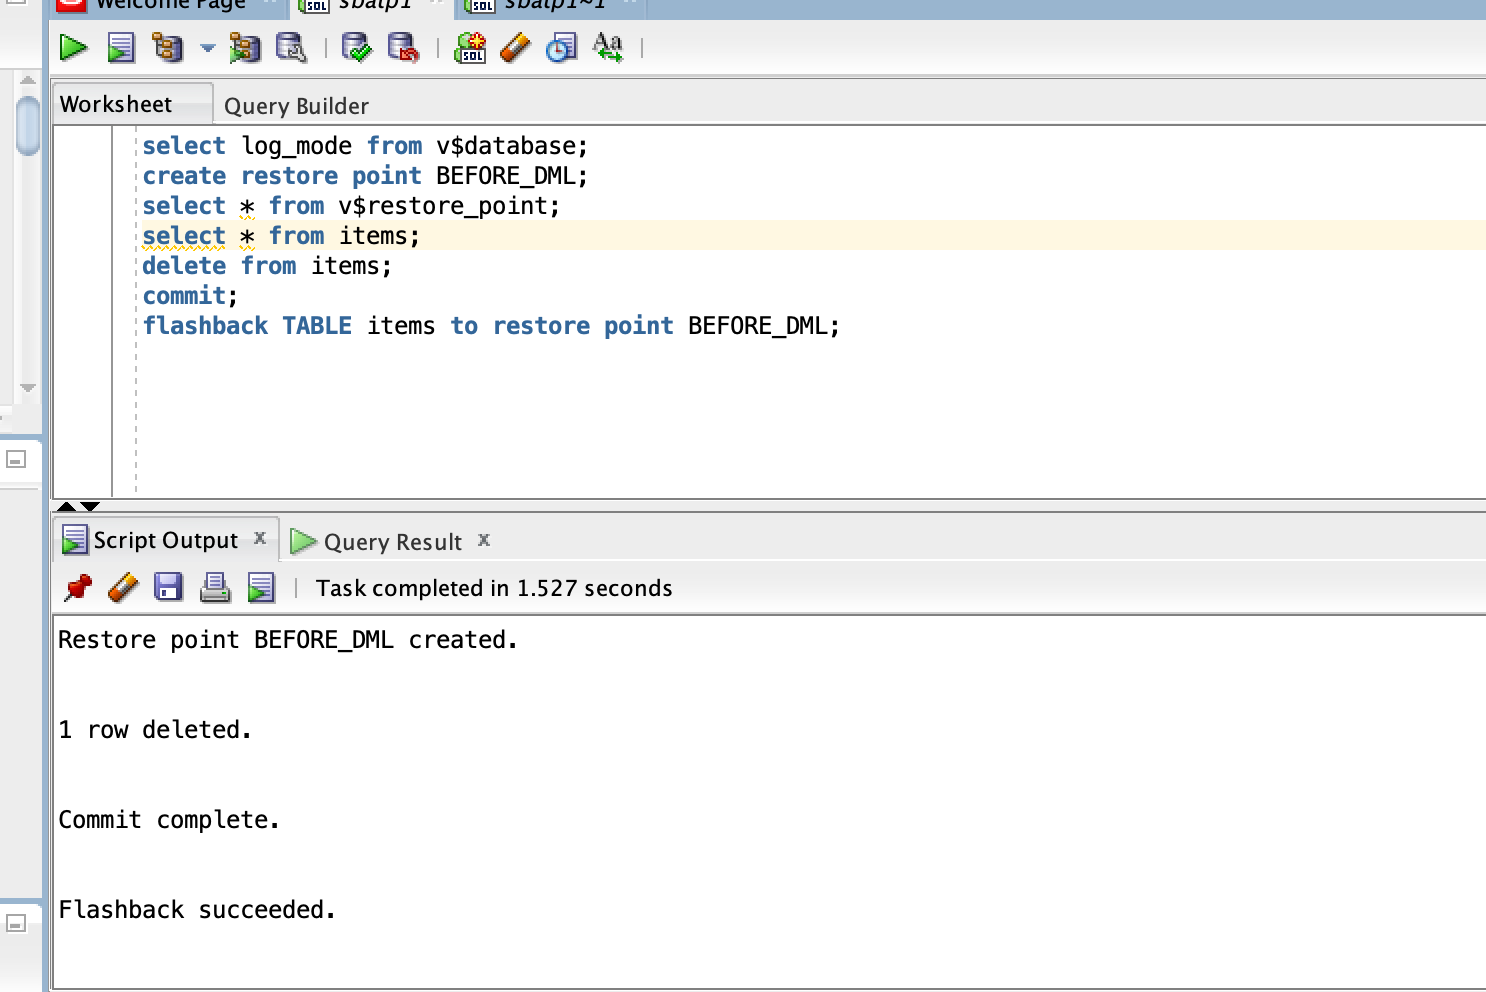 Welcome Page
sbatp1
sbatp1~1
Worksheet
Query Builder
select log_mode from v$database;
create restore point BEFORE_DML;
select * from v$restore_point;
select * from items;
delete from items;
commit;
flashback TABLE items to restore point BEFORE_DML;
Script Output x
Query Result x
Task completed in 1.527 seconds
Restore point BEFORE_DML created.
1 row deleted.
Commit complete.
Flashback succeeded.